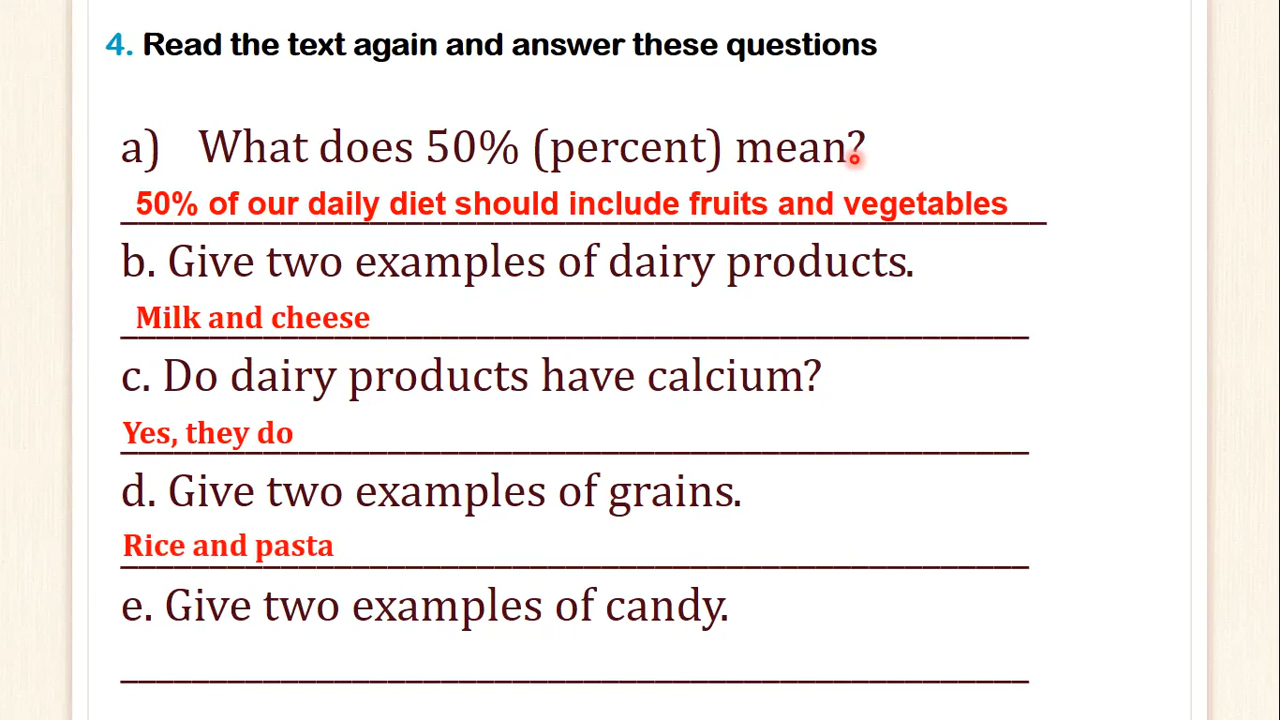 4. Read the text again and answer these questions
a) What does 50% (percent) mean?
50% of our daily diet should include fruits and vegetables
b. Give two examples of dairy products.
Milk and cheese
c. Do dairy products have calcium?
Yes, they do
d. Give two examples of grains.
Rice and pasta
e. Give two examples of candy.